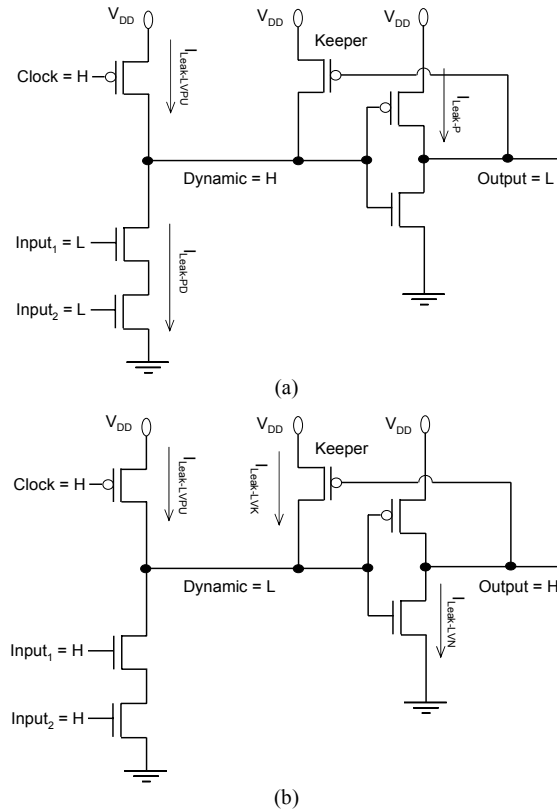 V_DD V_DD V_DD
Keeper
Clock = H
I_Leak-LVPU
I_Leak-P
Dynamic = H
Output = L
Input_1 = L
I_Leak-PD
Input_2 = L
(a)
V_DD V_DD V_DD
Keeper
Clock = H
I_Leak-LVPU
I_Leak-LVK
Dynamic = L
Output = H
I_Leak-LVN
Input_1 = H
Input_2 = H
(b)